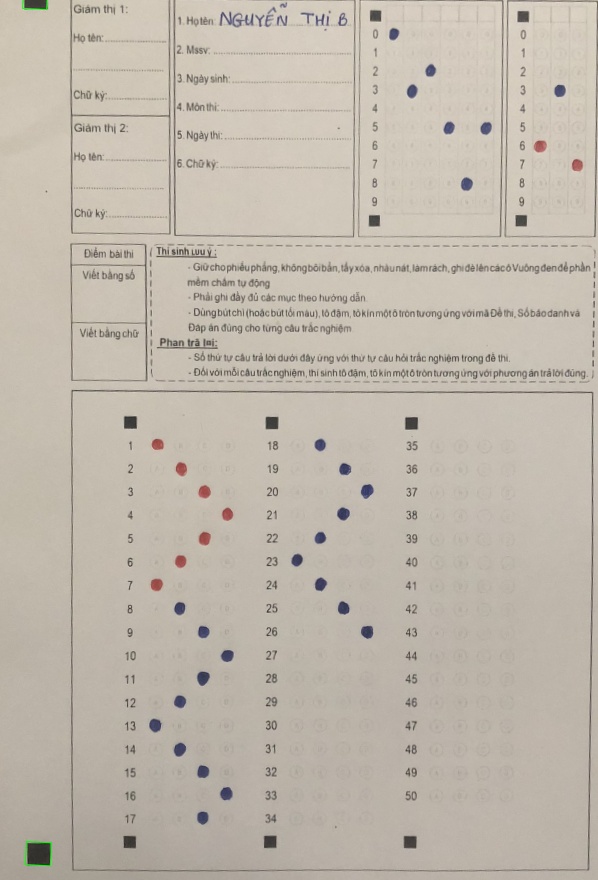 Giám thị 1:
Họ tên:
Chữ ký:
Giám thị 2:
Họ tên:
Chữ ký:
1. Họ tên: NGUYỄN THỊ B
2. Mssv:
3. Ngày sinh:
4. Môn thi:
5. Ngày thi:
6. Chữ ký:
0
1
2
3
4
5
6
7
8
9
0
1
2
3
4
5
6
7
8
9
Điểm bài thi
Viết bằng số
Viết bằng chữ
Thí sinh lưu ý:
- Giữ cho phiếu phẳng, không bôi bẩn, tẩy xóa, nhàu nát, làm rách, ghi đè lên các ô Vuông đen để phần
mềm chấm tự động
- Phải ghi đầy đủ các mục theo hướng dẫn
- Dùng bút chì (hoặc bút tối màu), tô đậm, tô kín một ô tròn tương ứng với mã Đề thi, Số báo danh và
Đáp án đúng cho từng câu trắc nghiệm
Phần trả lời:
- Số thứ tự câu trả lời dưới đây ứng với thứ tự câu hỏi trắc nghiệm trong đề thi.
- Đối với mỗi câu trắc nghiệm, thí sinh tô đậm, tô kín một ô tròn tương ứng với phương án trả lời đúng.
1
2
3
4
5
6
7
8
9
10
11
12
13
14
15
16
17
18
19
20
21
22
23
24
25
26
27
28
29
30
31
32
33
34
35
36
37
38
39
40
41
42
43
44
45
46
47
48
49
50